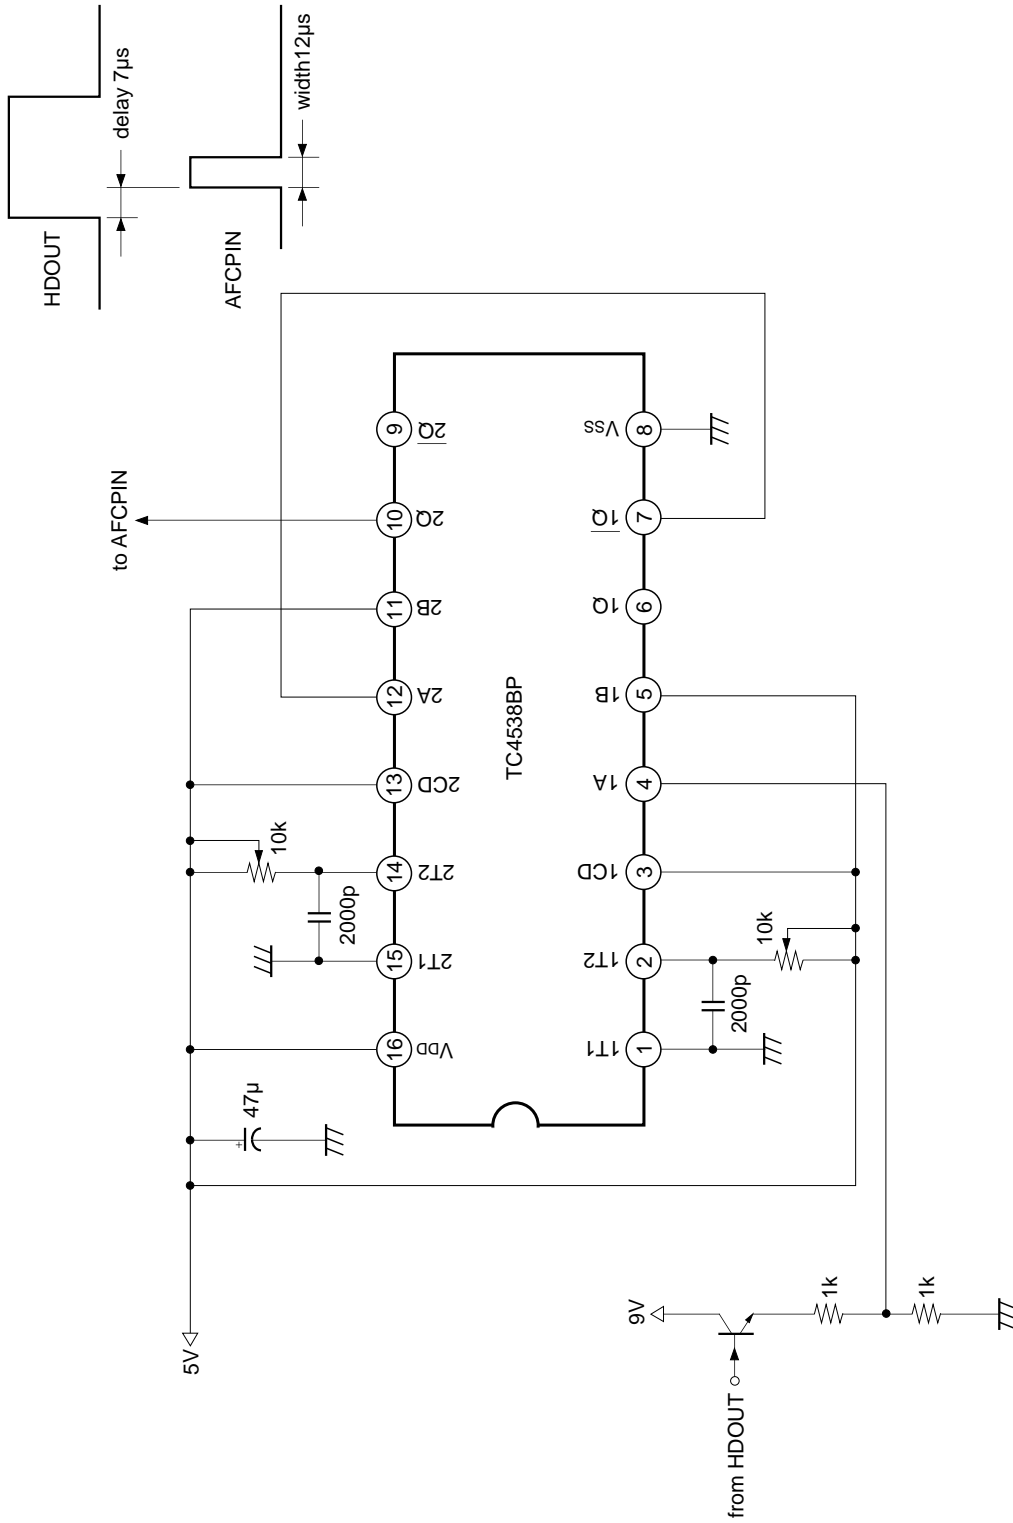 HDOUT
delay 7μs
AFCPIN
width12μs
to AFCPIN
9
2Q
10
2Q
11
2B
12
2A
13
2CD
14
2T2
15
2T1
16
VDD
TC4538BP
8
VSS
7
1Q
6
1Q
5
1B
4
1A
3
1CD
2
1T2
1
1T1
10k
2000p
47μ
+
10k
2000p
5V
9V
1k
1k
from HDOUT